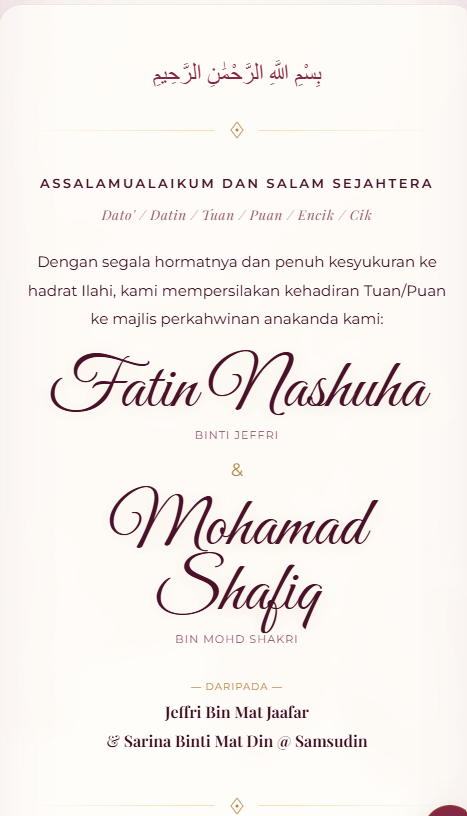 بِسْمِ اللَّهِ الرَّحْمَٰنِ الرَّحِيمِ
ASSALAMUALAIKUM DAN SALAM SEJAHTERA
Dato' / Datin / Tuan / Puan / Encik / Cik
Dengan segala hormatnya dan penuh kesyukuran ke
hadrat Ilahi, kami mempersilakan kehadiran Tuan/Puan
ke majlis perkahwinan anakanda kami:
Fatin Nashuha
BINTI JEFFRI
&
Mohamad
Shafiq
BIN MOHD SHAKRI
— DARIPADA —
Jeffri Bin Mat Jaafar
& Sarina Binti Mat Din @ Samsudin